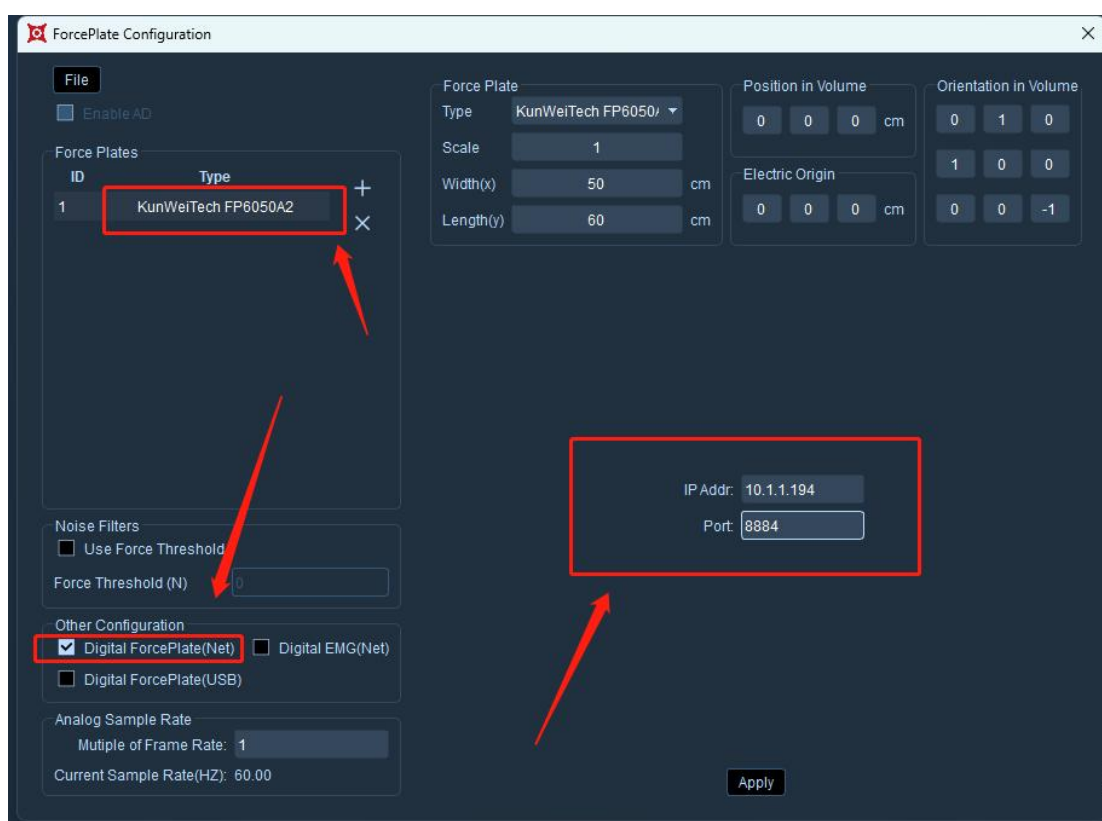 ForcePlate Configuration
File
Enable AD
Force Plates
ID Type
1 KunWeiTech FP6050A2
Noise Filters
Use Force Threshold
Force Threshold (N) 0
Other Configuration
Digital ForcePlate(Net) Digital EMG(Net)
Digital ForcePlate(USB)
Analog Sample Rate
Mutiple of Frame Rate: 1
Current Sample Rate(HZ): 60.00
Force Plate
Type KunWeiTech FP6050
Scale 1
Width(x) 50 cm
Length(y) 60 cm
Position in Volume
0 0 0 cm
Electric Origin
0 0 0 cm
Orientation in Volume
0 1 0
1 0 0
0 0 -1
IP Addr: 10.1.1.194
Port: 8884
Apply